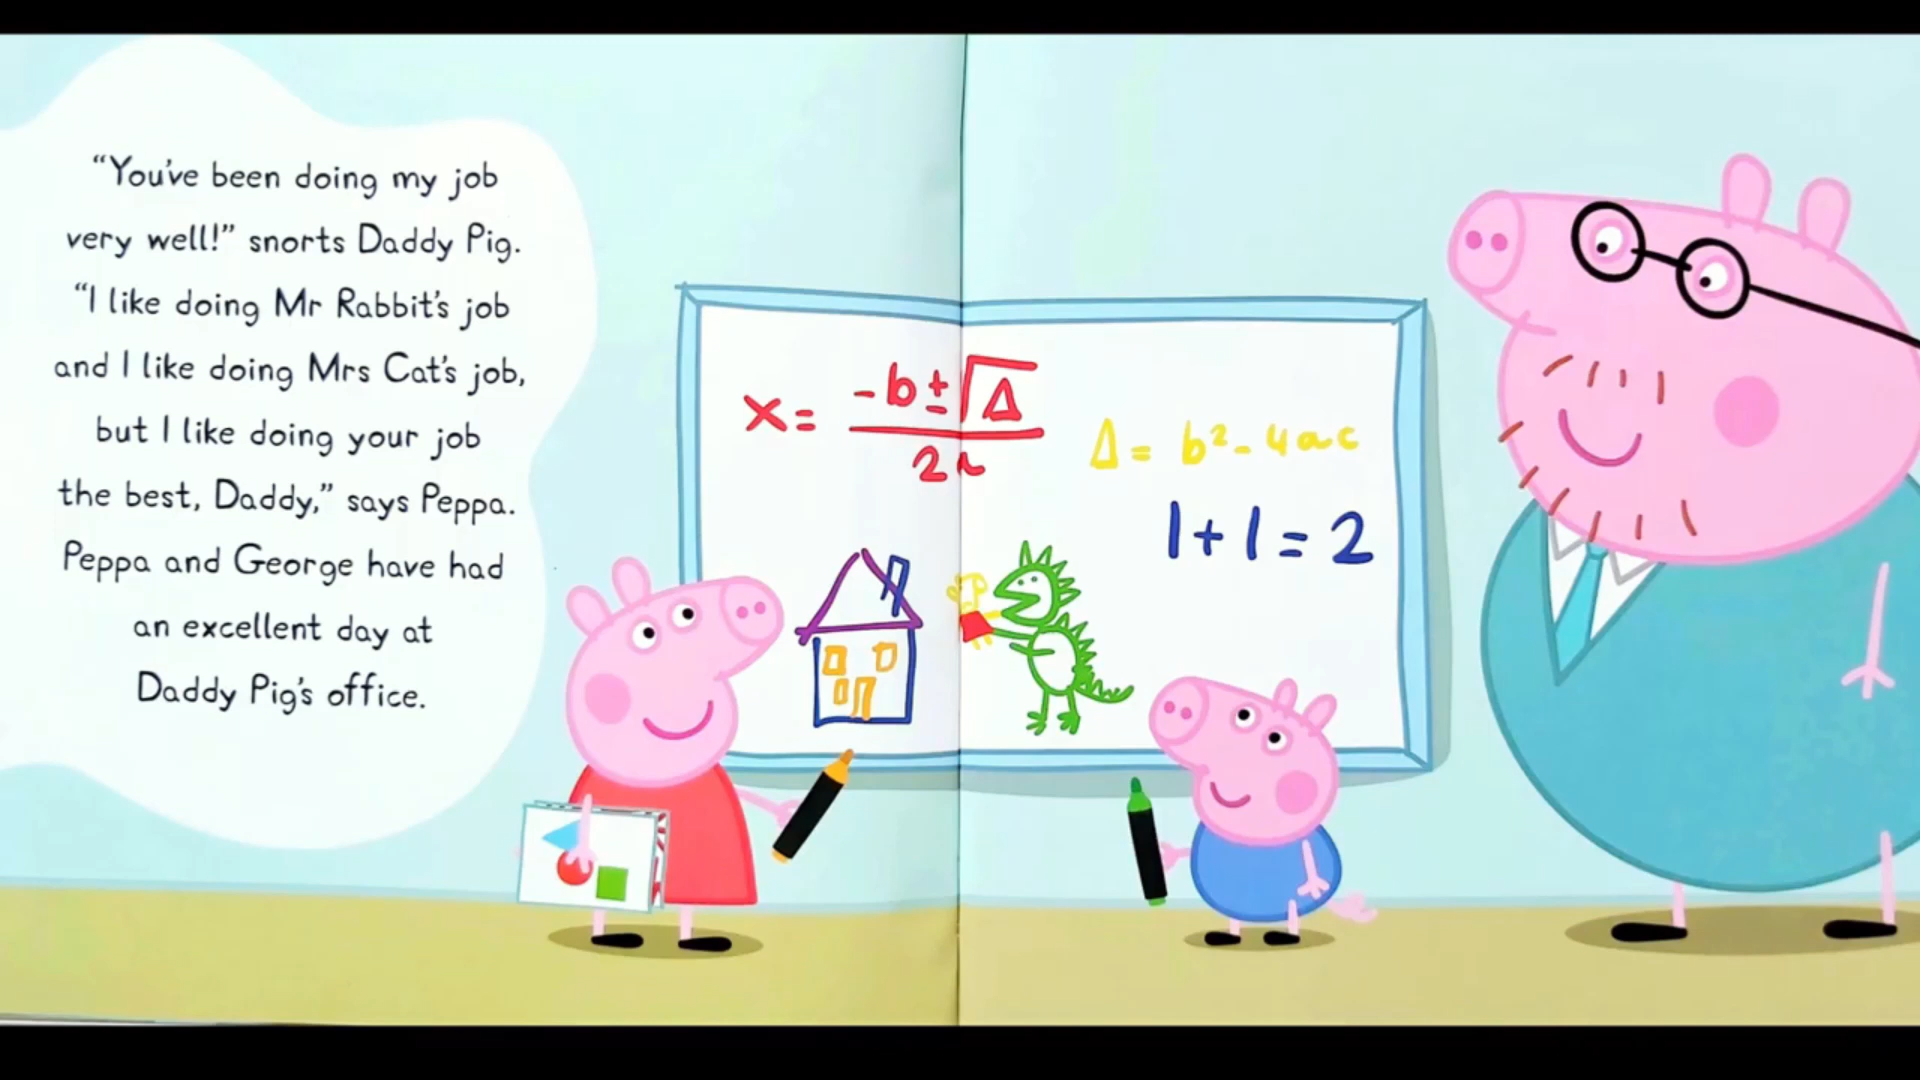 “You’ve been doing my job
very well!” snorts Daddy Pig.
“I like doing Mr Rabbit’s job
and I like doing Mrs Cat’s job,
but I like doing your job
the best, Daddy,” says Peppa.
Peppa and George have had
an excellent day at
Daddy Pig’s office.
x = -b ± √Δ
2a
Δ = b² - 4ac
1 + 1 = 2